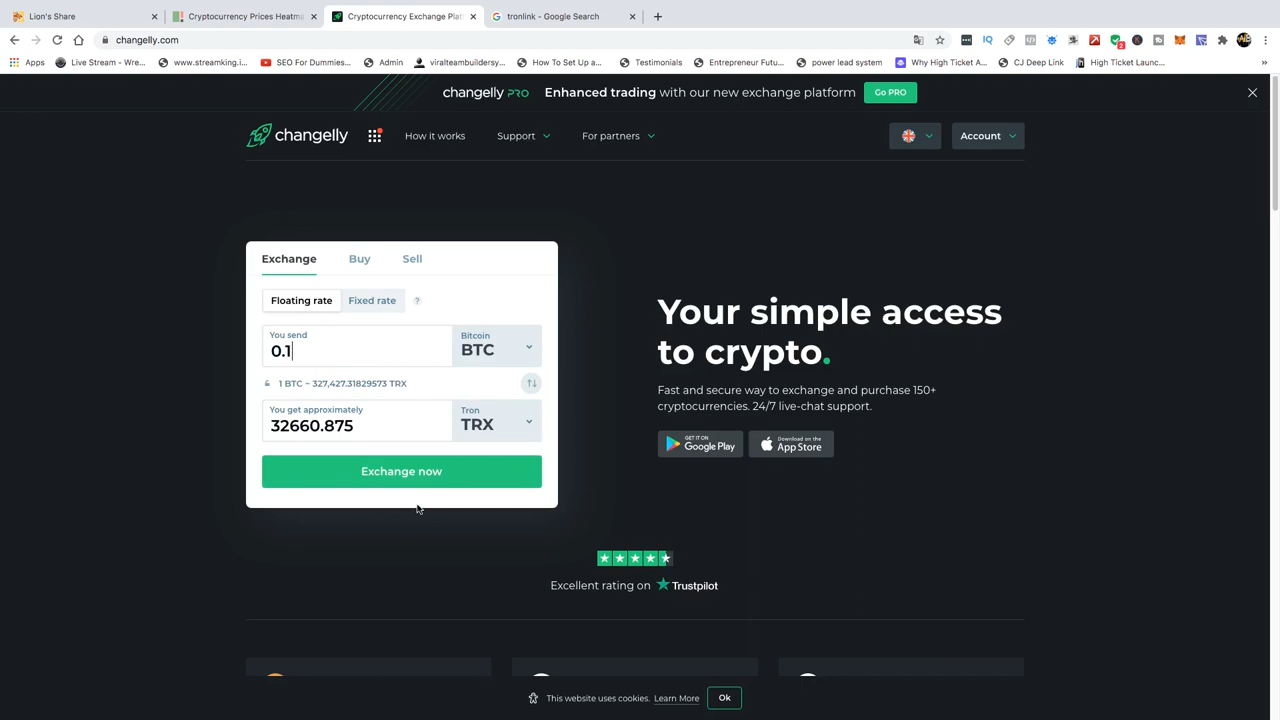 Lion's Share
Cryptocurrency Prices Heatma
Cryptocurrency Exchange Plat
tronlink - Google Search
changelly.com
Apps
Live Stream - Wre...
www.streamking.i...
SEO For Dummies...
Admin
viralteambuildersy...
How To Set Up a...
Testimonials
Entrepreneur Futu...
power lead system
Why High Ticket A...
CJ Deep Link
High Ticket Launc...
changelly PRO Enhanced trading with our new exchange platform Go PRO
changelly
How it works
Support
For partners
Account
Exchange Buy Sell
Floating rate Fixed rate ?
You send
0.1
Bitcoin
BTC
1 BTC ~ 327,427.31829573 TRX
You get approximately
32660.875
Tron
TRX
Exchange now
Your simple access
to crypto.
Fast and secure way to exchange and purchase 150+
cryptocurrencies. 24/7 live-chat support.
GET IT ON
Google Play
Download on the
App Store
Excellent rating on Trustpilot
This website uses cookies. Learn More Ok